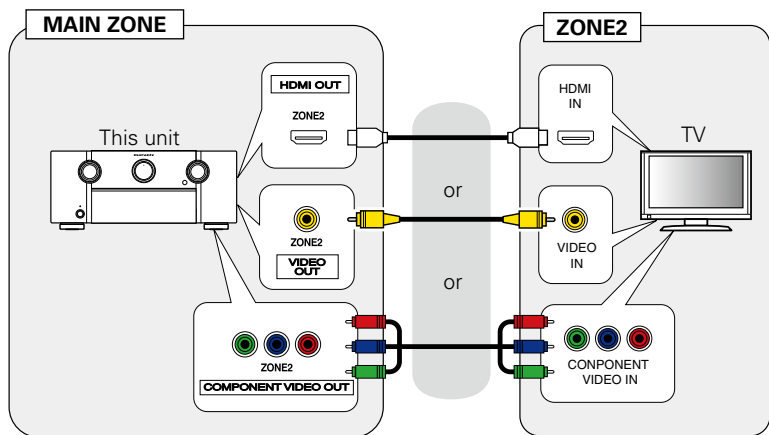 MAIN ZONE
ZONE2
HDMI OUT
ZONE2
HDMI
IN
This unit
TV
or
ZONE2
VIDEO
OUT
VIDEO
IN
or
ZONE2
COMPONENT VIDEO OUT
COMPONENT
VIDEO IN